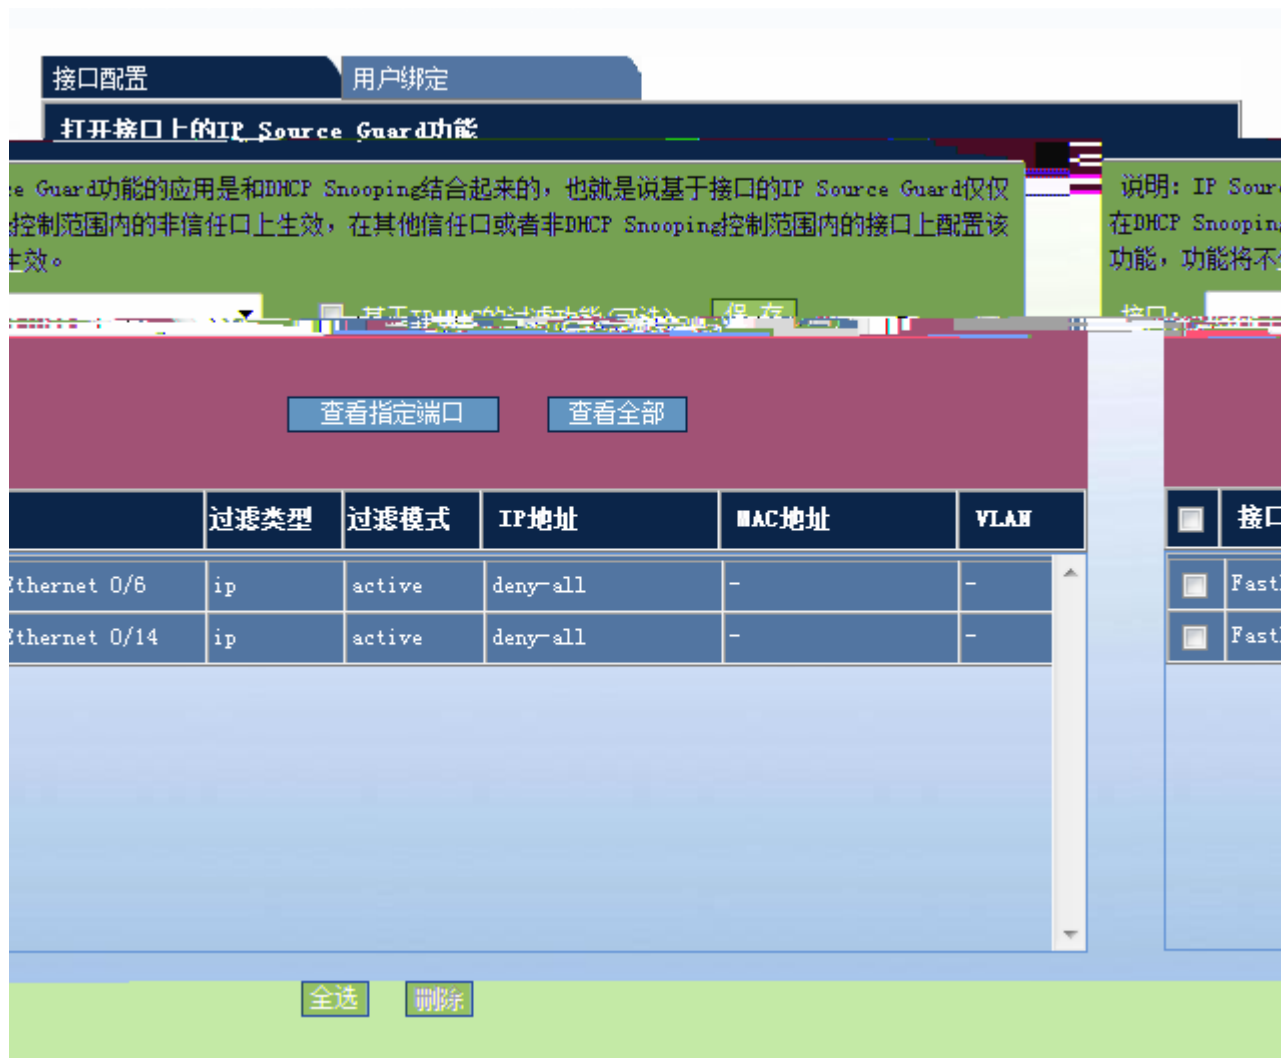 接口配置
用户绑定
打开接口上的IP Source Guard功能
e Guard功能的应用是和DHCP Snooping结合起来的，也就是说基于接口的IP Source Guard仅仅
控制范围内的非信任口上生效，在其他信任口或者非DHCP Snooping控制范围内的接口上配置该
生效。
说明: IP Sour
在DHCP Snooping
功能，功能将不
保 存
接口:
查看指定端口
查看全部
过滤类型 过滤模式 IP地址 MAC地址 VLAN
接口
Ethernet 0/6 ip active deny-all - -
Fast
Ethernet 0/14 ip active deny-all - -
Fast
全选
删除